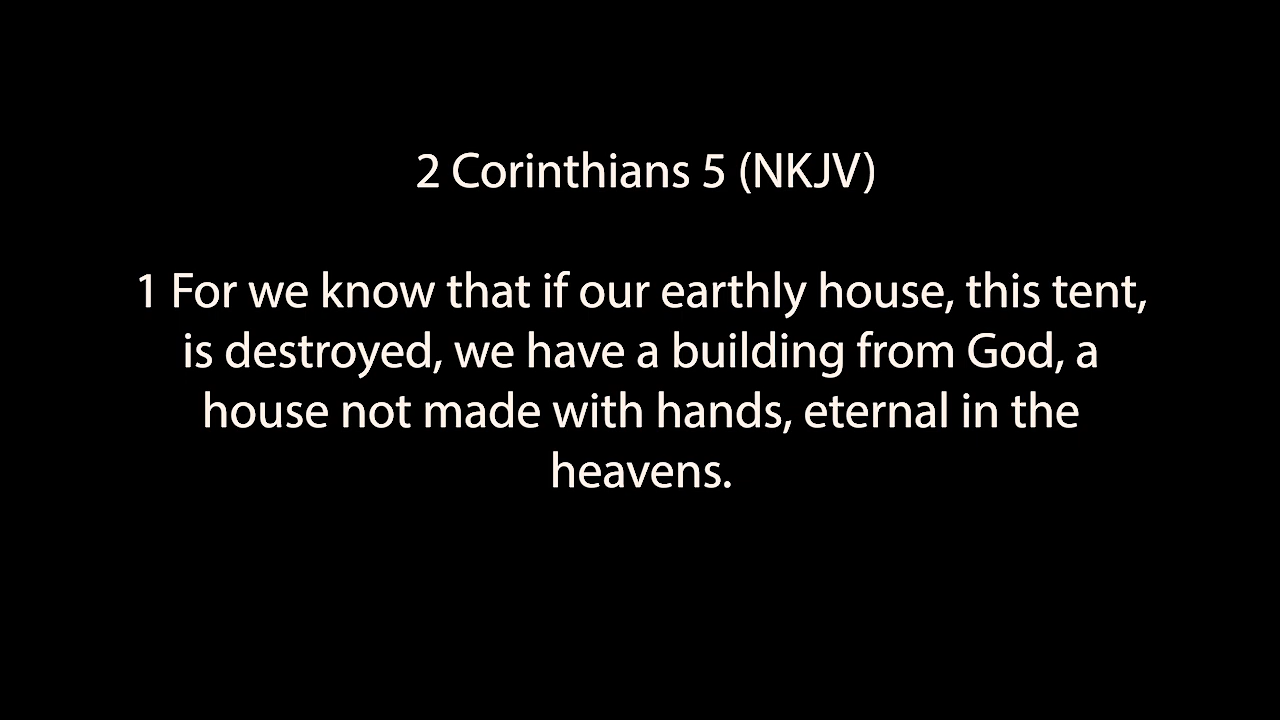 2 Corinthians 5 (NKJV)
1 For we know that if our earthly house, this tent,
is destroyed, we have a building from God, a
house not made with hands, eternal in the
heavens.